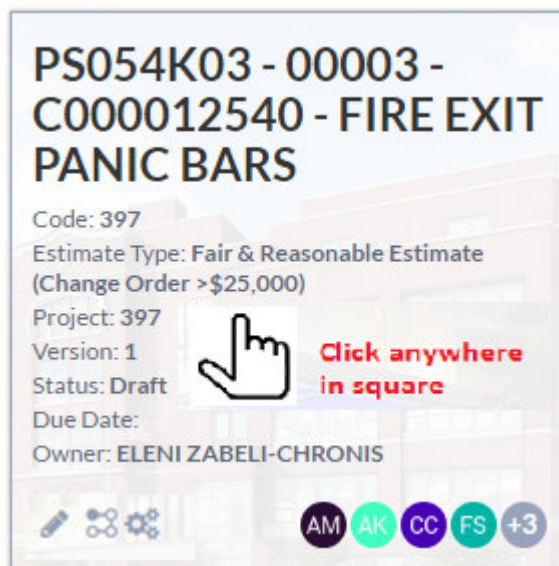 PS054K03 - 00003 -
C000012540 - FIRE EXIT
PANIC BARS
Code: 397
Estimate Type: Fair & Reasonable Estimate
(Change Order >$25,000)
Project: 397
Version: 1
Click anywhere
Status: Draft
in square
Due Date:
Owner: ELENI ZABELI-CHRONIS
AM AK CC FS +3